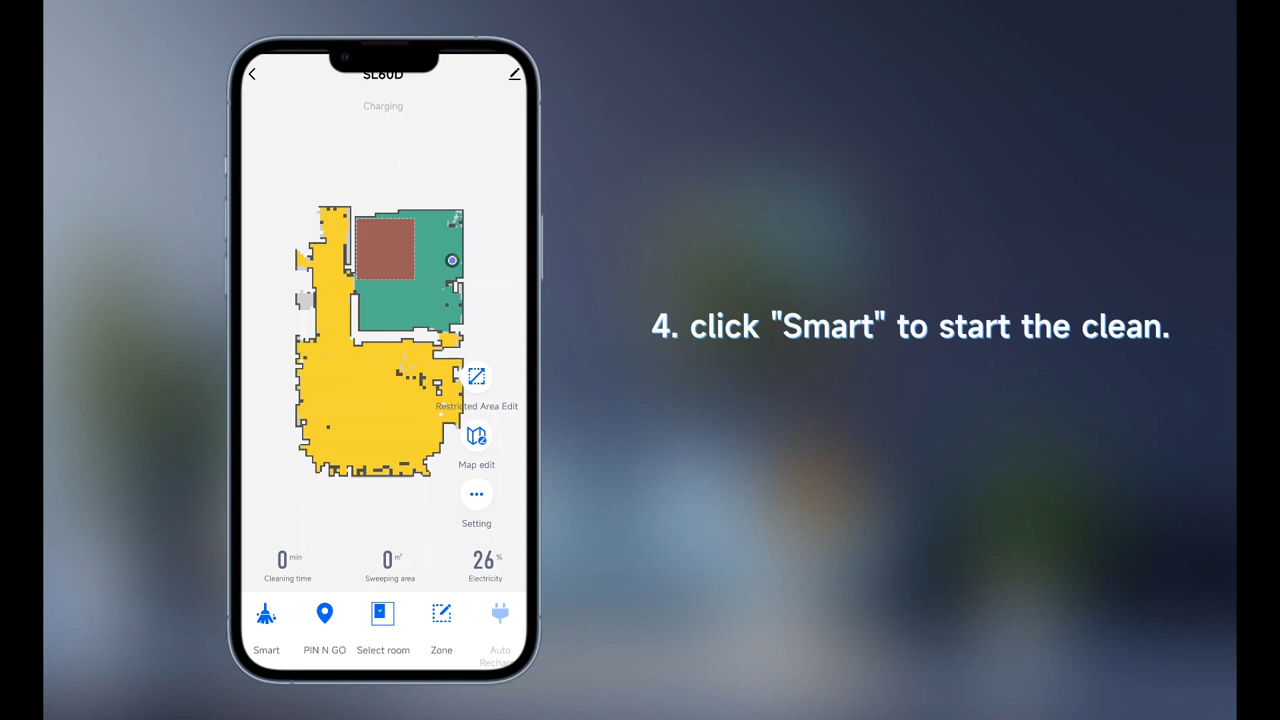 SL60D
Charging
4. click "Smart" to start the clean.
Restricted Area Edit
Map edit
Setting
0 min
0 m²
26 %
Cleaning time
Sweeping area
Electricity
Smart
PIN N GO
Select room
Zone
Auto
Rechar